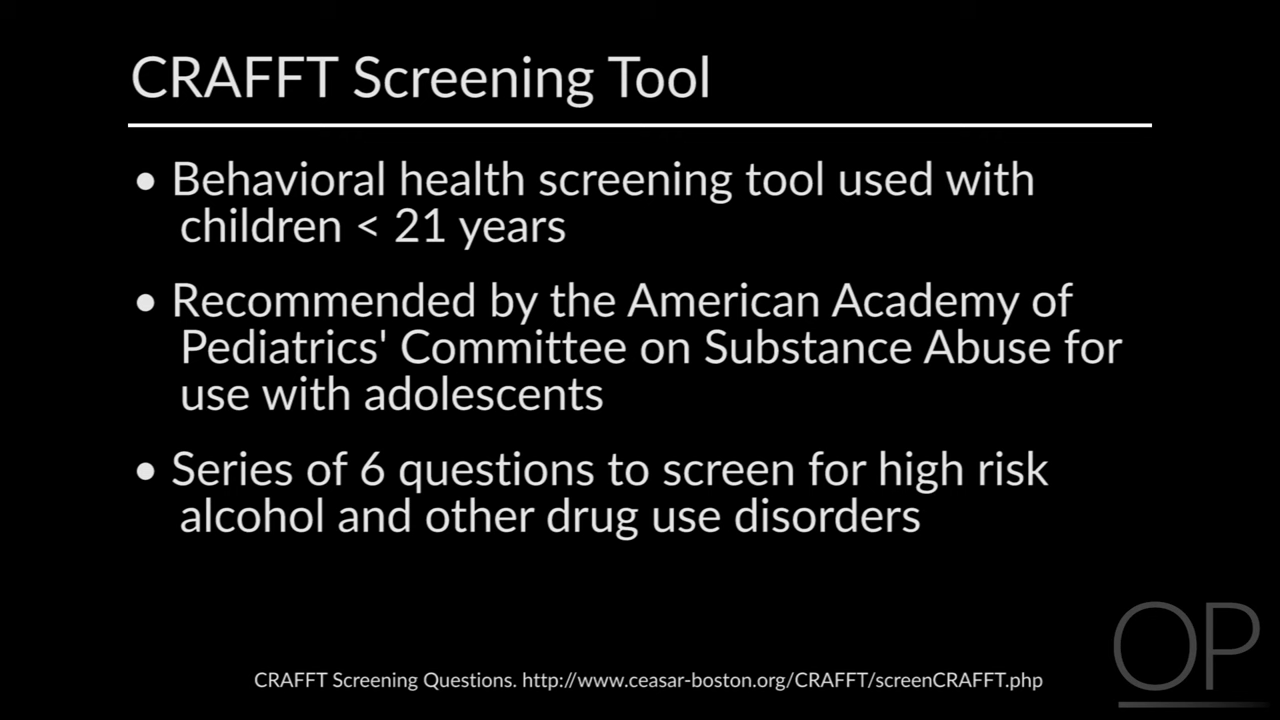 CRAFFT Screening Tool
• Behavioral health screening tool used with
children < 21 years
• Recommended by the American Academy of
Pediatrics' Committee on Substance Abuse for
use with adolescents
• Series of 6 questions to screen for high risk
alcohol and other drug use disorders
OP
CRAFFT Screening Questions. http://www.ceasar-boston.org/CRAFFT/screenCRAFFT.php